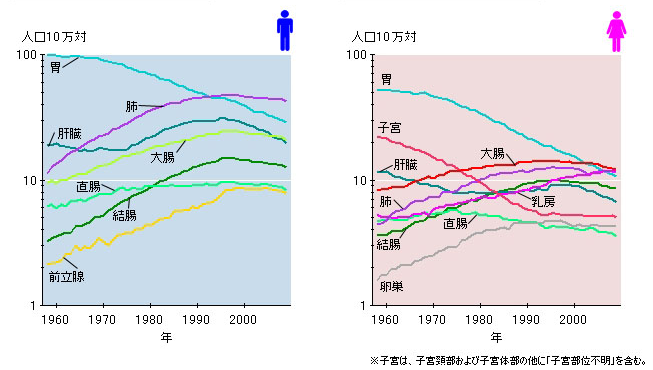 人口10万対
100
10
1
胃
肺
肝臓
大腸
直腸
結腸
前立腺
1960 1970 1980 1990 2000
年
人口10万対
100
10
1
胃
子宮
肝臓
大腸
肺
乳房
直腸
結腸
卵巣
1960 1970 1980 1990 2000
年
※子宮は、子宮頚部および子宮体部の他に「子宮部位不明」を含む。